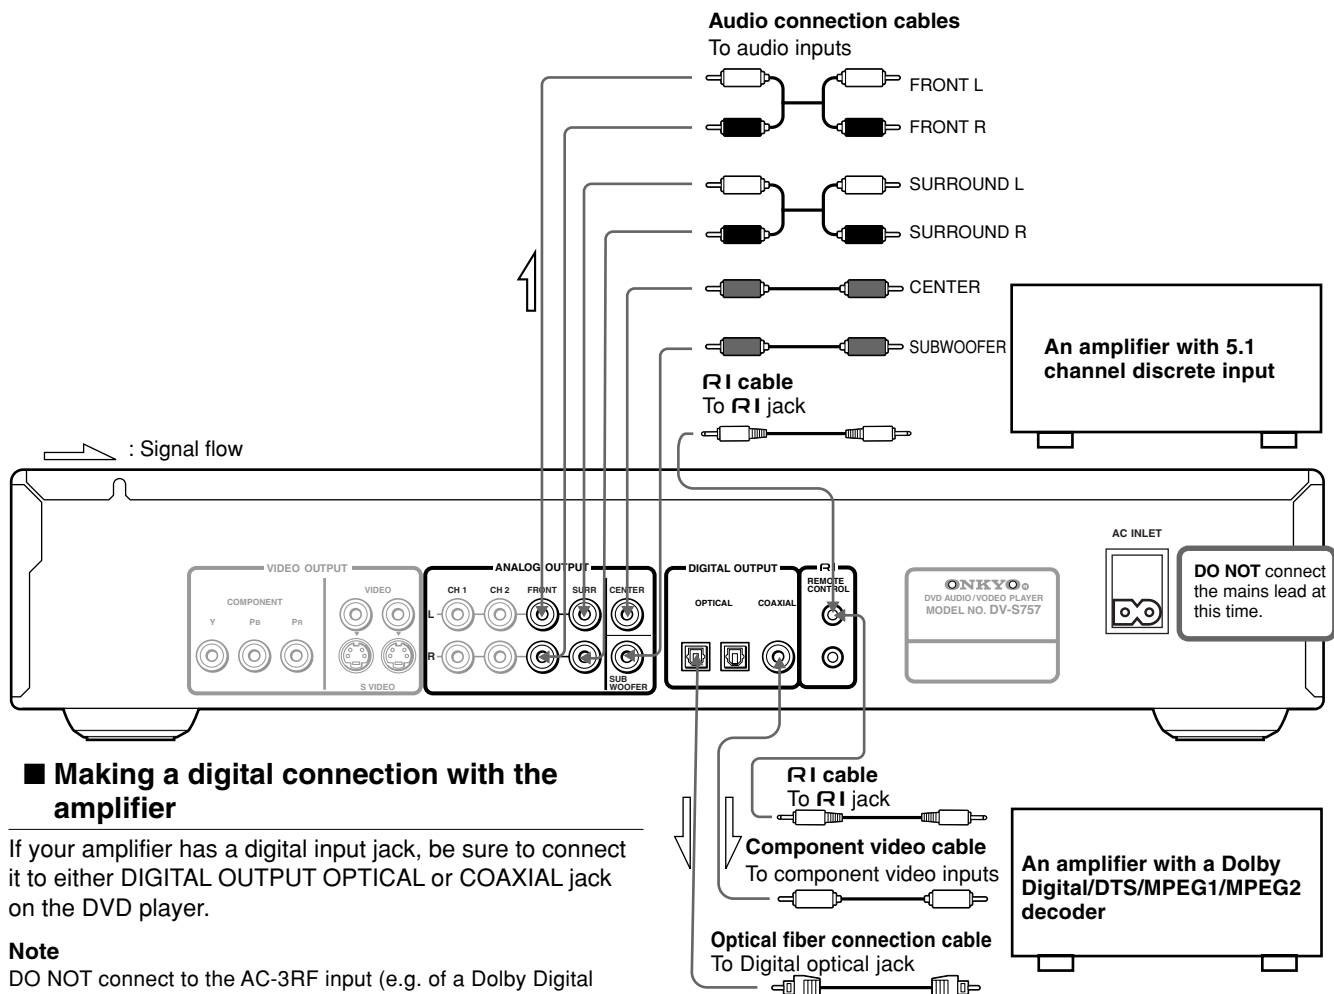 Audio connection cables
To audio inputs
FRONT L
FRONT R
SURROUND L
SURROUND R
CENTER
SUBWOOFER
An amplifier with 5.1
channel discrete input
RI cable
To RI jack
: Signal flow
AC INLET
DO NOT connect
the mains lead at
this time.
VIDEO OUTPUT
COMPONENT
Y PB PR
VIDEO
S VIDEO
ANALOG OUTPUT
CH 1 CH 2 FRONT SURR CENTER
L
R
SUB
WOOFER
DIGITAL OUTPUT
OPTICAL COAXIAL
RI
REMOTE
CONTROL
ONKYO
DVD AUDIO/VIDEO PLAYER
MODEL NO. DV-S757
■ Making a digital connection with the
amplifier
If your amplifier has a digital input jack, be sure to connect
it to either DIGITAL OUTPUT OPTICAL or COAXIAL jack
on the DVD player.
Note
DO NOT connect to the AC-3RF input (e.g. of a Dolby Digital
RI cable
To RI jack
Component video cable
To component video inputs
Optical fiber connection cable
To Digital optical jack
An amplifier with a Dolby
Digital/DTS/MPEG1/MPEG2
decoder